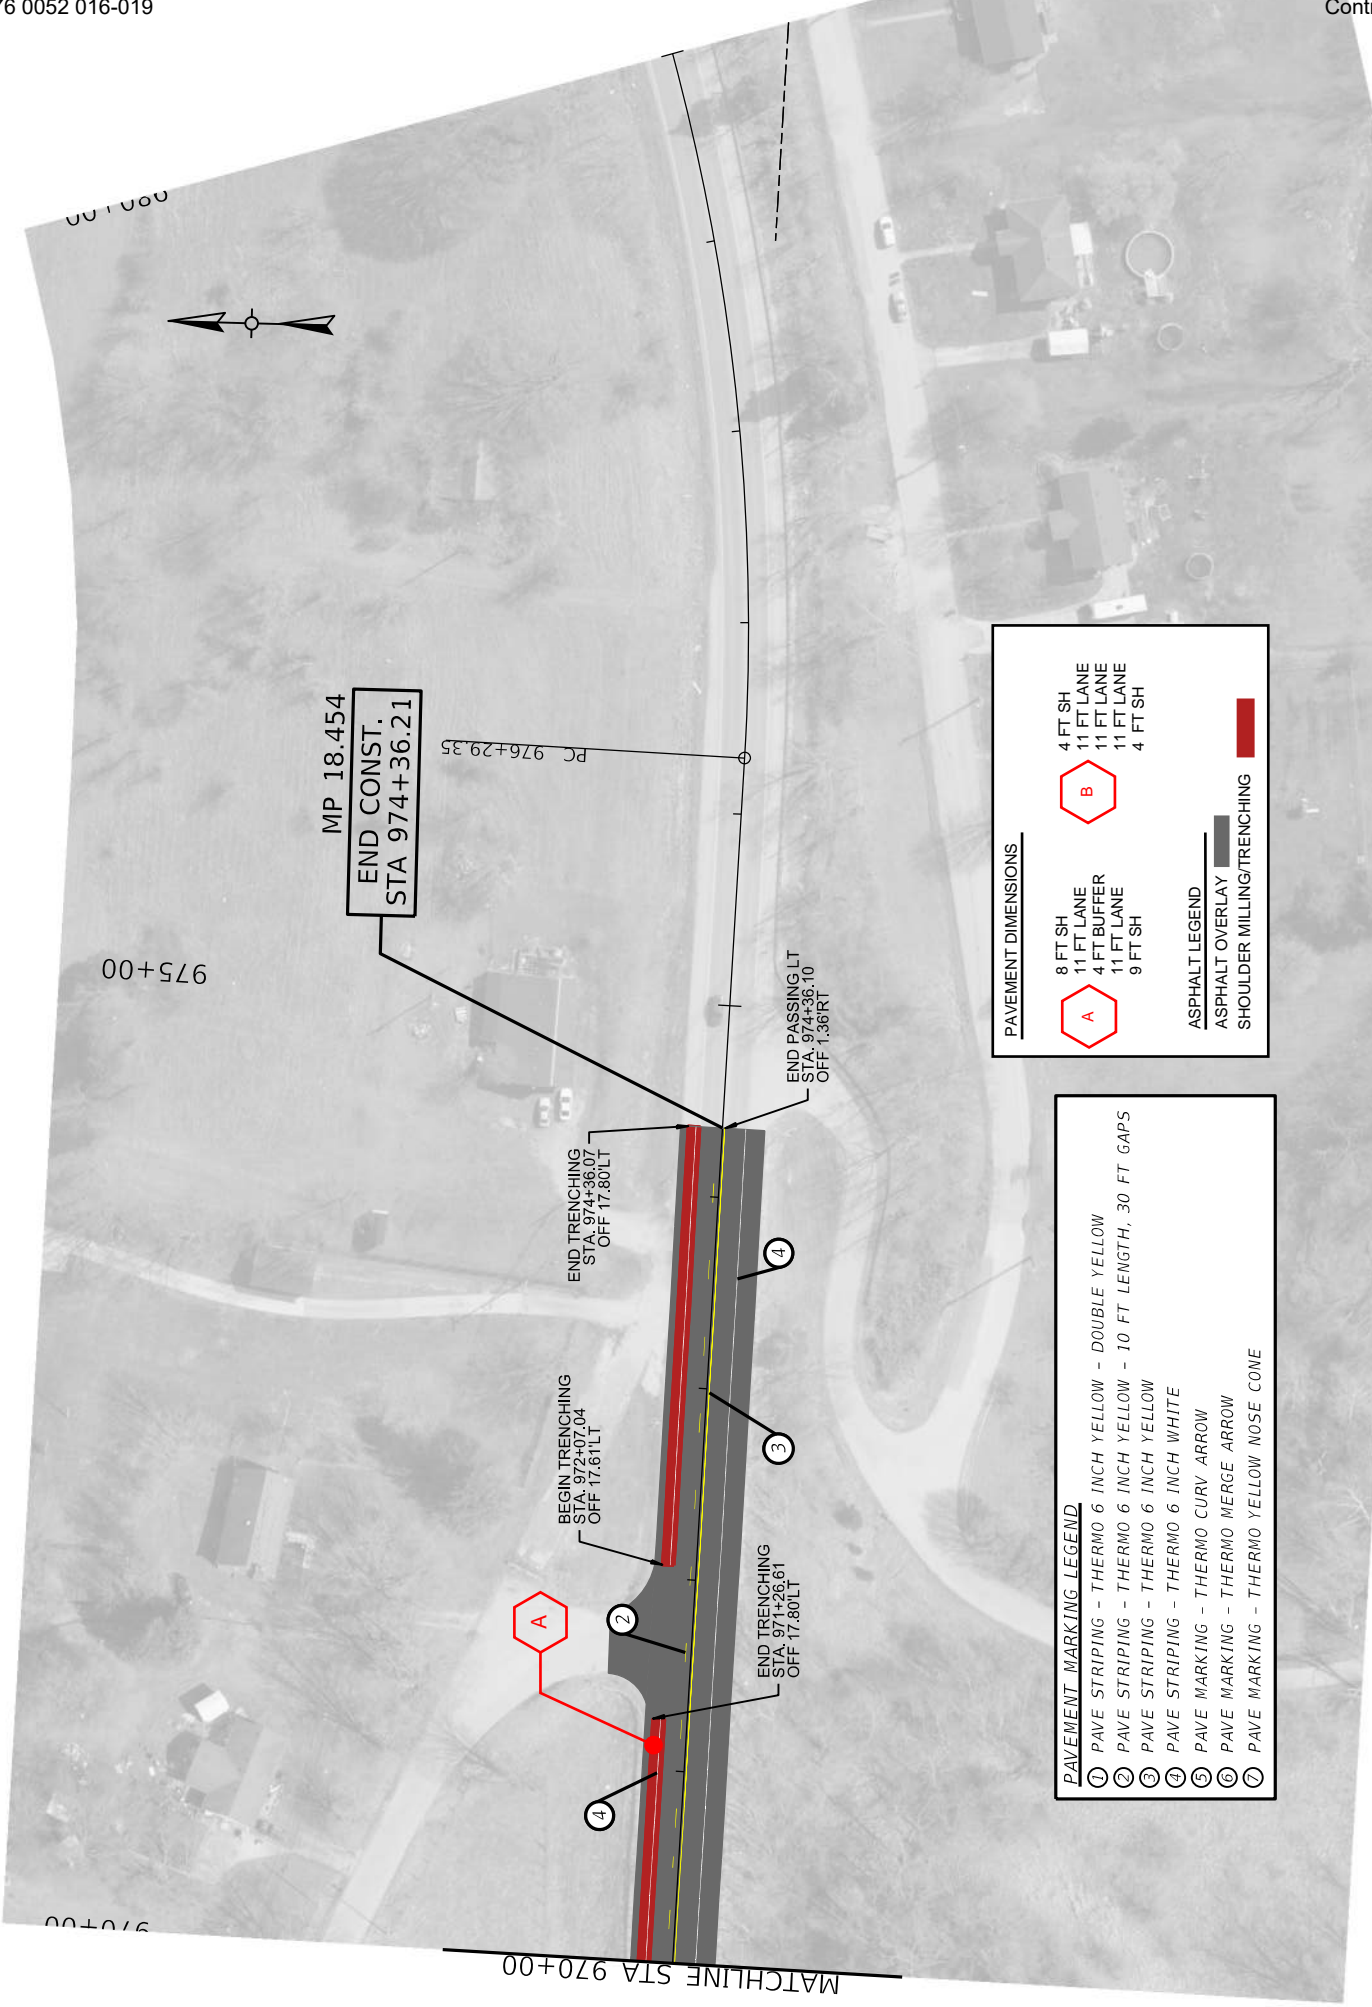 76 0052 016-019
Contr
980+00
MP 18.454
END CONST.
STA 974+36.21
PC 976+29.35
975+00
END PASSING LT
STA. 974+36.10
OFF 1.36'RT
END TRENCHING
STA. 974+36.07
OFF 17.80'LT
BEGIN TRENCHING
STA. 972+07.04
OFF 17.61'LT
END TRENCHING
STA. 971+26.61
OFF 17.80'LT
A
2
3
4
4
970+00
MATCHLINE STA 970+00
PAVEMENT DIMENSIONS
A
8 FT SH
11 FT LANE
4 FT BUFFER
11 FT LANE
9 FT SH
B
4 FT SH
11 FT LANE
11 FT LANE
11 FT LANE
4 FT SH
ASPHALT LEGEND
ASPHALT OVERLAY
SHOULDER MILLING/TRENCHING
PAVEMENT MARKING LEGEND
1 PAVE STRIPING - THERMO 6 INCH YELLOW - DOUBLE YELLOW
2 PAVE STRIPING - THERMO 6 INCH YELLOW - 10 FT LENGTH, 30 FT GAPS
3 PAVE STRIPING - THERMO 6 INCH YELLOW
4 PAVE STRIPING - THERMO 6 INCH WHITE
5 PAVE MARKING - THERMO CURV ARROW
6 PAVE MARKING - THERMO MERGE ARROW
7 PAVE MARKING - THERMO YELLOW NOSE CONE